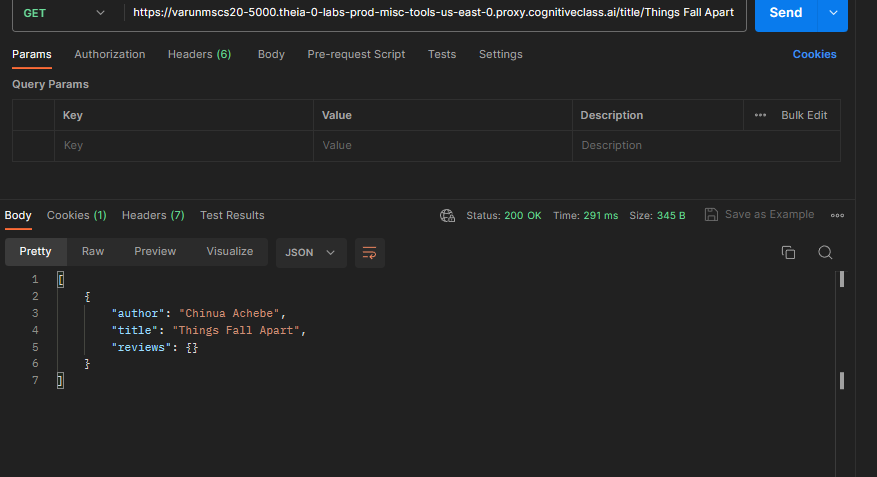 GET https://varunmscs20-5000.theia-0-labs-prod-misc-tools-us-east-0.proxy.cognitiveclass.ai/title/Things Fall Apart Send
Params Authorization Headers (6) Body Pre-request Script Tests Settings Cookies
Query Params
Key Value Description ••• Bulk Edit
Key Value Description
Body Cookies (1) Headers (7) Test Results Status: 200 OK Time: 291 ms Size: 345 B Save as Example
Pretty Raw Preview Visualize JSON
1 [
2 {
3 "author": "Chinua Achebe",
4 "title": "Things Fall Apart",
5 "reviews": {}
6 }
7 ]